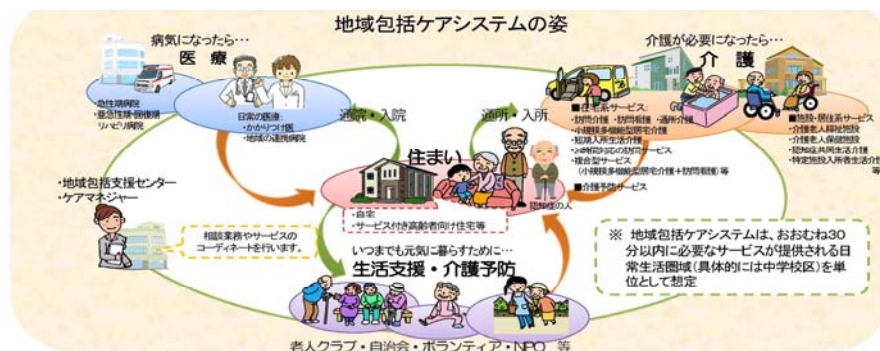 地域包括ケアシステムの姿
病気になったら…
医 療
介護が必要になったら…
介 護
・急性期病院
・亜急性期・回復期
リハビリ病院
日常の医療：
・かかりつけ医
・地域の連携病院
通院・入院
通所・入所
■在宅系サービス：
・訪問介護・訪問看護・通所介護
・小規模多機能型居宅介護
・短期入所生活介護
・24時間対応の訪問サービス
・複合型サービス
（小規模多機能型居宅介護＋訪問看護）等
■介護予防サービス
■施設・居住系サービス
・介護老人福祉施設
・介護老人保健施設
・認知症共同生活介護
・特定施設入所者生活介護
等
住まい
認知症の人
・自宅
・サービス付き高齢者向け住宅等
・地域包括支援センター
・ケアマネジャー
相談業務やサービスの
コーディネートを行います。
いつまでも元気に暮らすために…
生活支援・介護予防
老人クラブ・自治会・ボランティア・NPO 等
※ 地域包括ケアシステムは、おおむね30
分以内に必要なサービスが提供される日
常生活圏域（具体的には中学校区）を単
位として想定